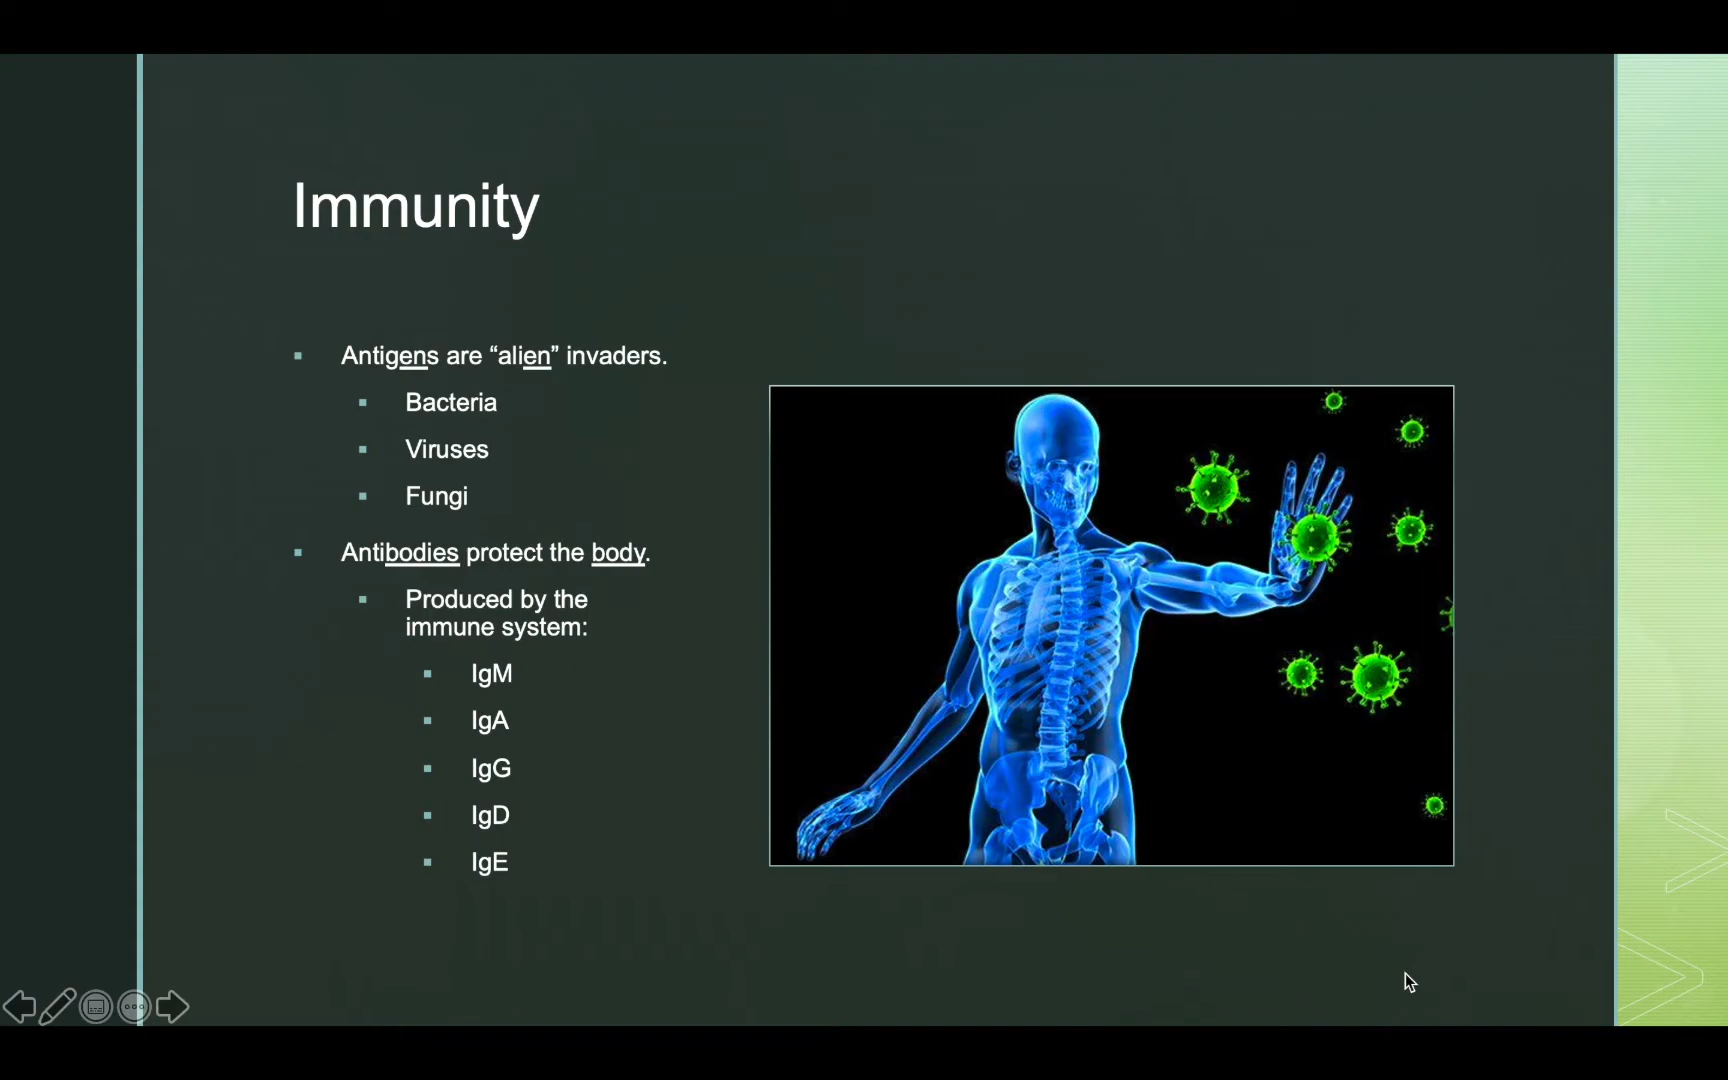 Immunity
Antigens are “alien” invaders.
Bacteria
Viruses
Fungi
Antibodies protect the body.
Produced by the
immune system:
IgM
IgA
IgG
IgD
IgE